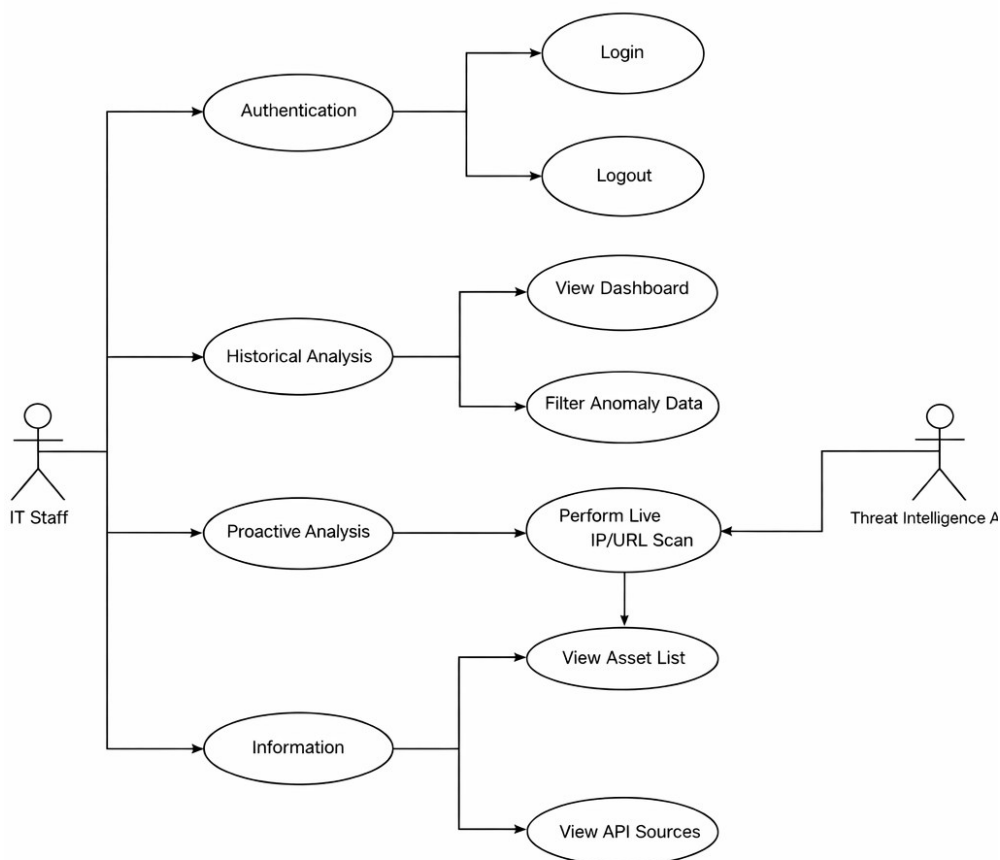 Login
Authentication
Logout
View Dashboard
Historical Analysis
Filter Anomaly Data
IT Staff
Proactive Analysis
Perform Live
IP/URL Scan
Threat Intelligence A
View Asset List
Information
View API Sources